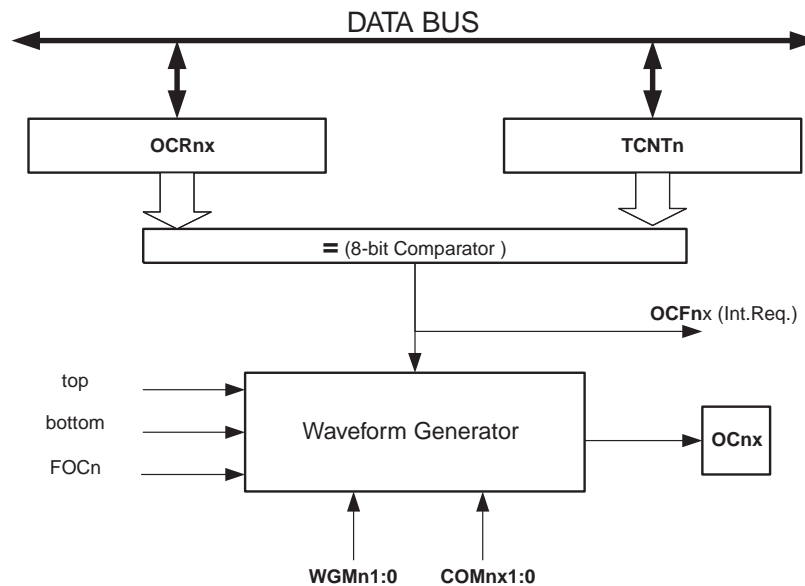 DATA BUS
OCRnx
TCNTn
= (8-bit Comparator )
OCFnx (Int.Req.)
top
bottom
FOCn
Waveform Generator
OCnx
WGMn1:0
COMnx1:0